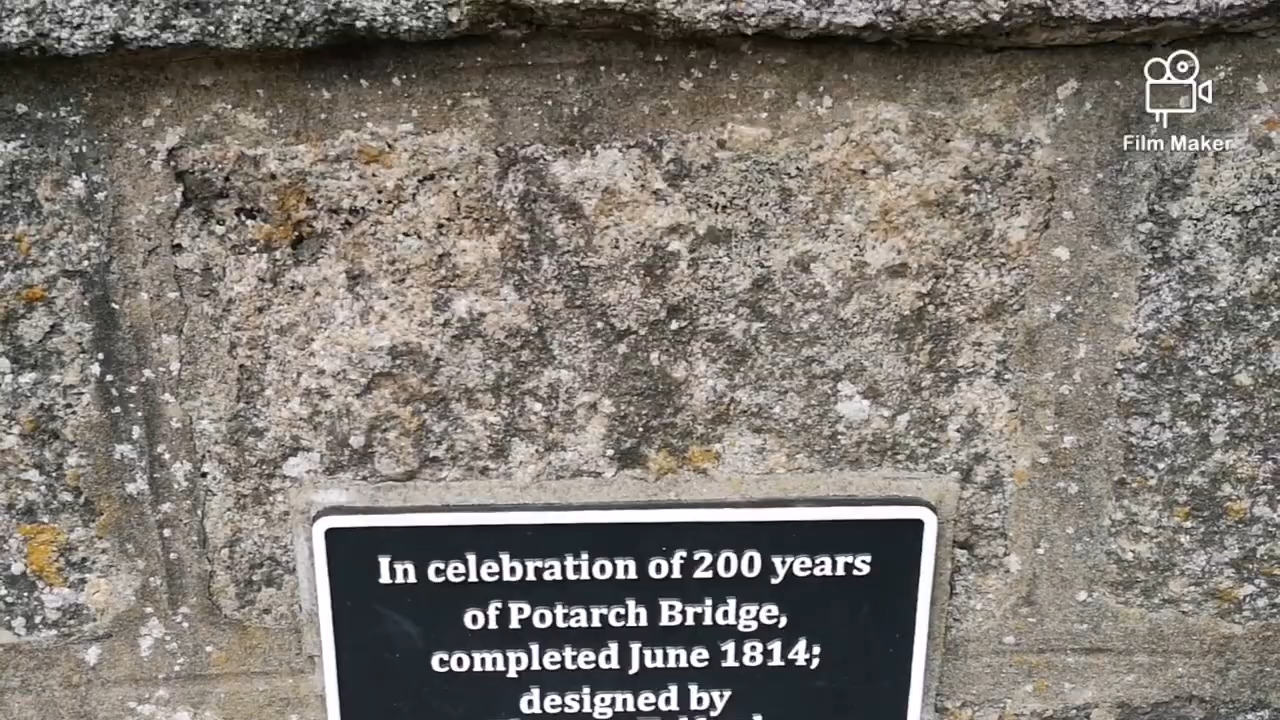 Film Maker
In celebration of 200 years
of Potarch Bridge,
completed June 1814;
designed by